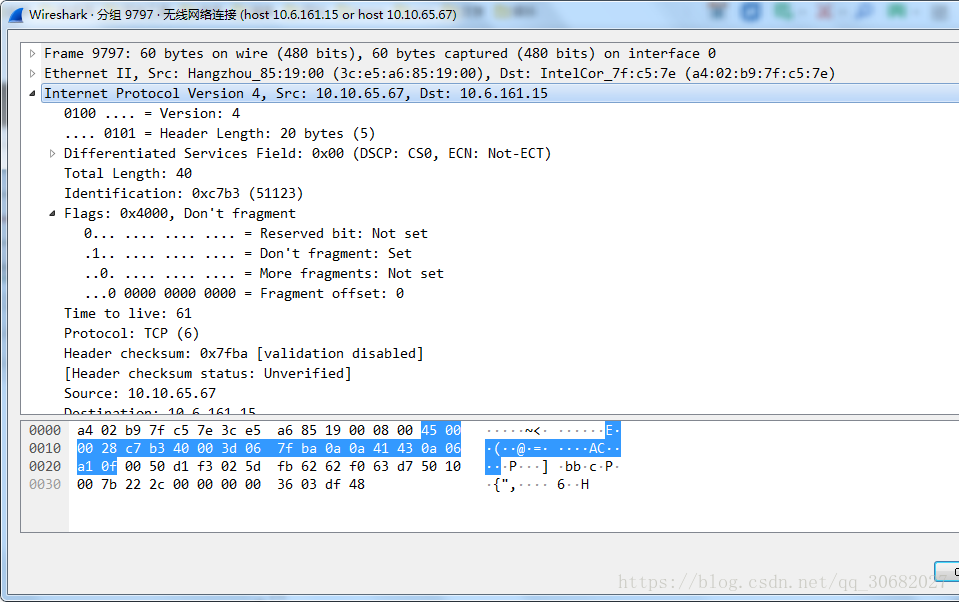 Wireshark · 分组 9797 · 无线网络连接 (host 10.6.161.15 or host 10.10.65.67)
Frame 9797: 60 bytes on wire (480 bits), 60 bytes captured (480 bits) on interface 0
Ethernet II, Src: Hangzhou_85:19:00 (3c:e5:a6:85:19:00), Dst: IntelCor_7f:c5:7e (a4:02:b9:7f:c5:7e)
Internet Protocol Version 4, Src: 10.10.65.67, Dst: 10.6.161.15
0100 .... = Version: 4
.... 0101 = Header Length: 20 bytes (5)
Differentiated Services Field: 0x00 (DSCP: CS0, ECN: Not-ECT)
Total Length: 40
Identification: 0xc7b3 (51123)
Flags: 0x4000, Don't fragment
0... .... .... .... = Reserved bit: Not set
.1.. .... .... .... = Don't fragment: Set
..0. .... .... .... = More fragments: Not set
...0 0000 0000 0000 = Fragment offset: 0
Time to live: 61
Protocol: TCP (6)
Header checksum: 0x7fba [validation disabled]
[Header checksum status: Unverified]
Source: 10.10.65.67
Destination: 10.6.161.15
0000 a4 02 b9 7f c5 7e 3c e5 a6 85 19 00 08 00 45 00 ·····~<· ······E·
0010 00 28 c7 b3 40 00 3d 06 7f ba 0a 0a 41 43 0a 06 ·(··@·=· ····AC··
0020 a1 0f 00 50 d1 f3 02 5d fb 62 62 f0 63 d7 50 10 ···P···] ·bb·c·P·
0030 00 7b 22 2c 00 00 00 00 36 03 df 48 ·{",···· 6··H
https://blog.csdn.net/qq_30682027